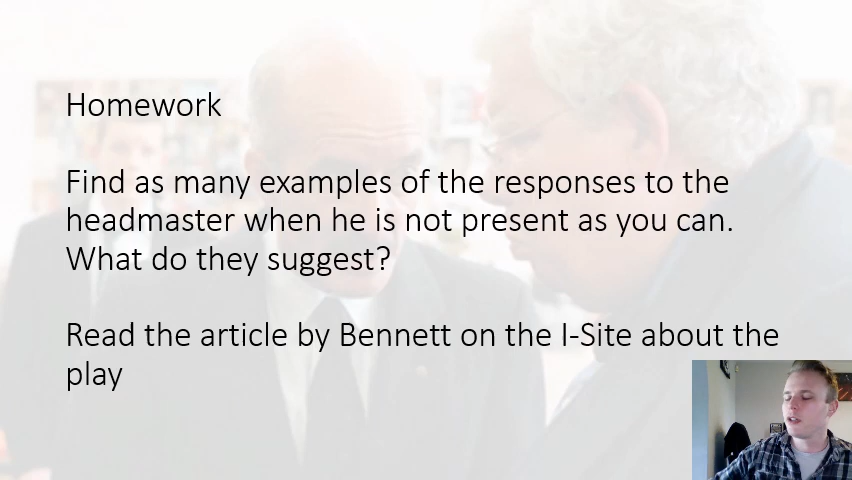 Homework
Find as many examples of the responses to the
headmaster when he is not present as you can.
What do they suggest?
Read the article by Bennett on the I-Site about the
play